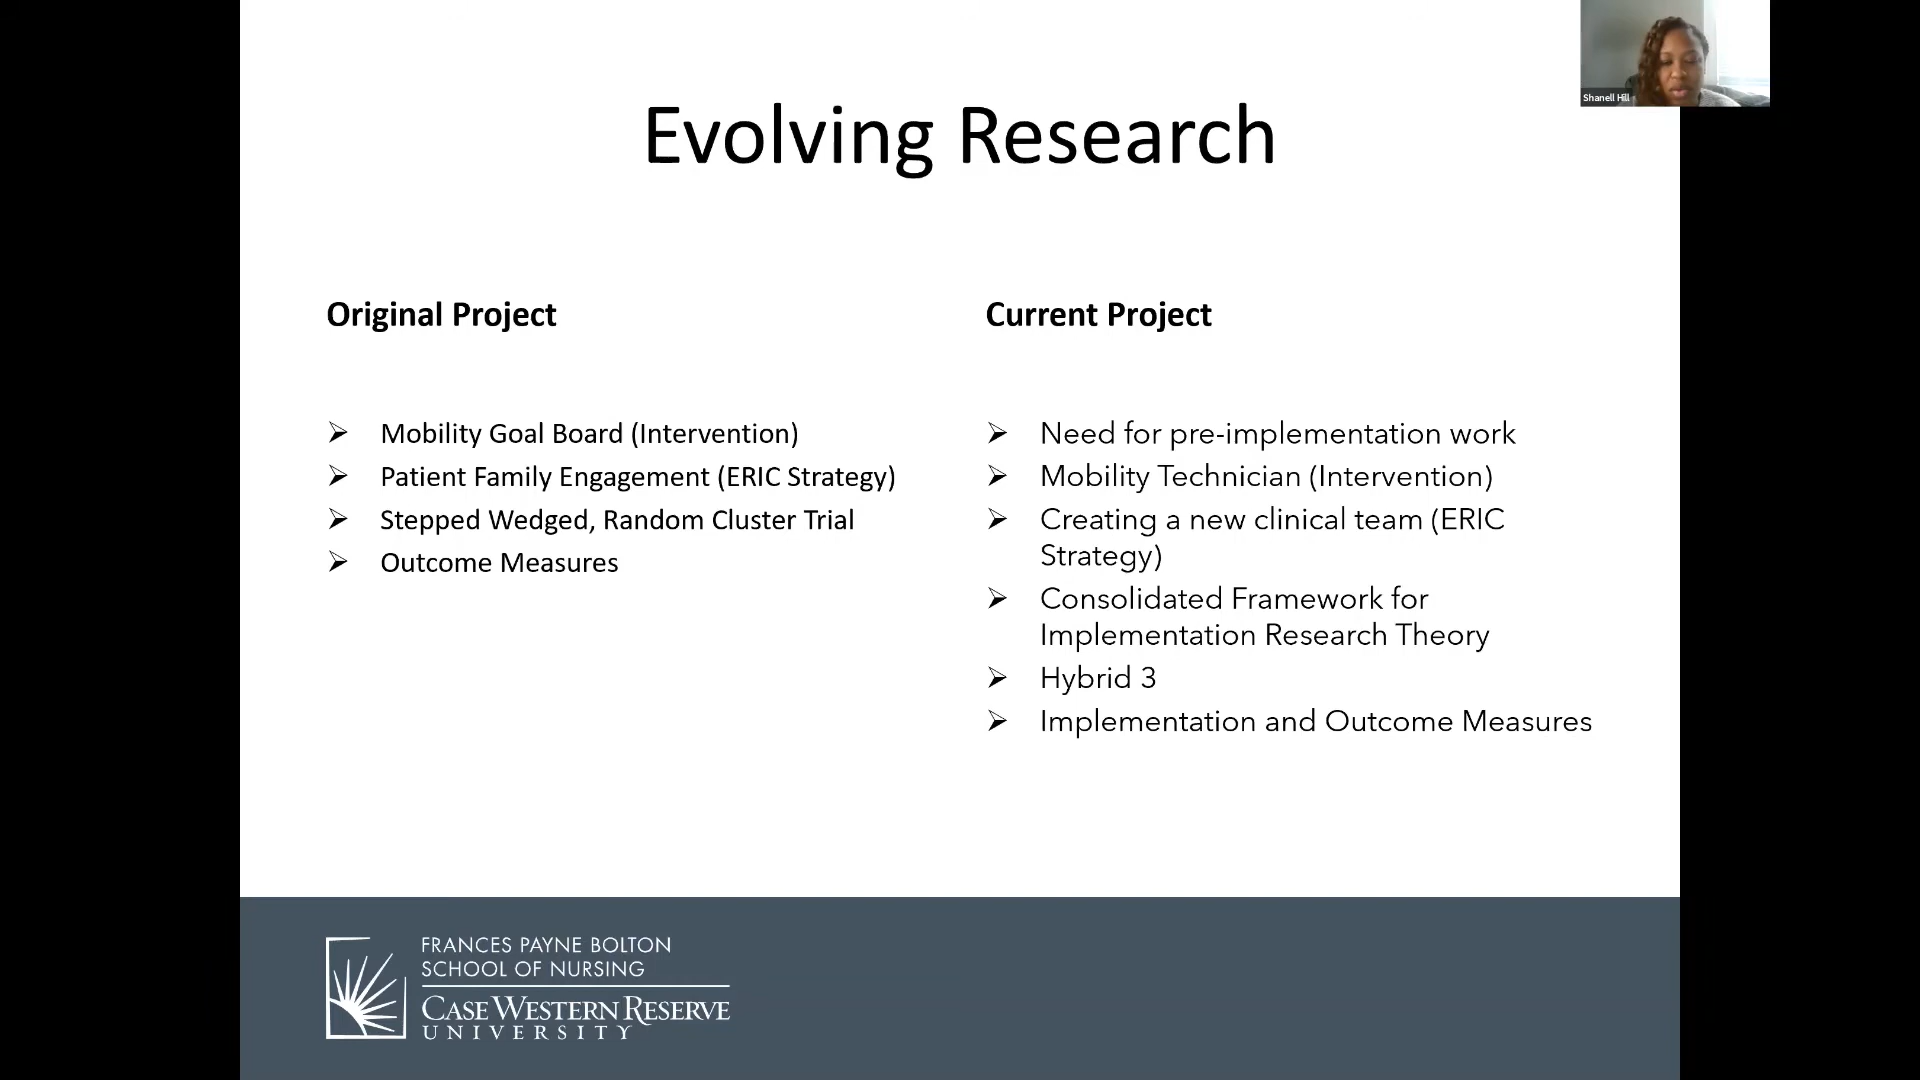 Shanell Hill
Evolving Research
Original Project
Mobility Goal Board (Intervention)
Patient Family Engagement (ERIC Strategy)
Stepped Wedged, Random Cluster Trial
Outcome Measures
Current Project
Need for pre-implementation work
Mobility Technician (Intervention)
Creating a new clinical team (ERIC
Strategy)
Consolidated Framework for
Implementation Research Theory
Hybrid 3
Implementation and Outcome Measures
FRANCES PAYNE BOLTON
SCHOOL OF NURSING
CASE WESTERN RESERVE
UNIVERSITY